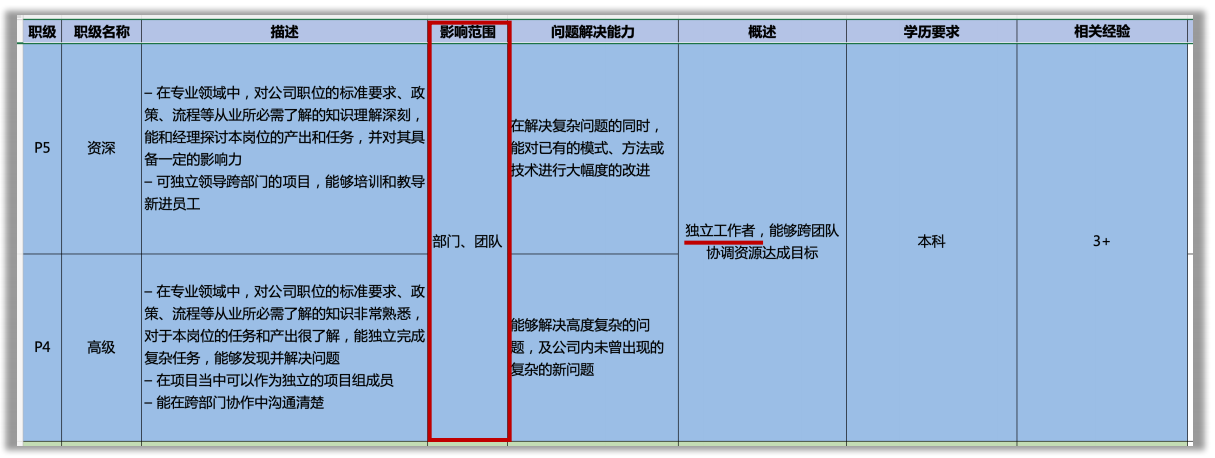 职级 职级名称 描述 影响范围 问题解决能力 概述 学历要求 相关经验
P5 资深
– 在专业领域中，对公司职位的标准要求、政
策、流程等从业所必需了解的知识理解深刻，
能和经理探讨本岗位的产出和任务，并对其具
备一定的影响力
– 可独立领导跨部门的项目，能够培训和教导
新进员工
部门、团队
在解决复杂问题的同时，
能对已有的模式、方法或
技术进行大幅度的改进
独立工作者，能够跨团队
协调资源达成目标
本科
3+
P4 高级
– 在专业领域中，对公司职位的标准要求、政
策、流程等从业所必需了解的知识非常熟悉，
对于本岗位的任务和产出很了解，能独立完成
复杂任务，能够发现并解决问题
– 在项目当中可以作为独立的项目组成员
– 能在跨部门协作中沟通清楚
能够解决高度复杂的问
题，及公司内未曾出现的
复杂的新问题